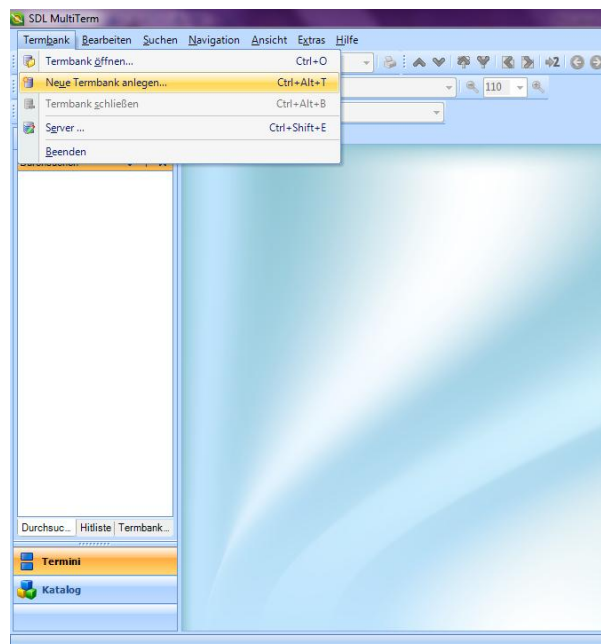 SDL MultiTerm
Termbank Bearbeiten Suchen Navigation Ansicht Extras Hilfe
Termbank öffnen... Ctrl+O
Neue Termbank anlegen... Ctrl+Alt+T
110
Termbank schließen Ctrl+Alt+B
Server ... Ctrl+Shift+E
Beenden
Durchsuc... Hitliste Termbank...
Termini
Katalog